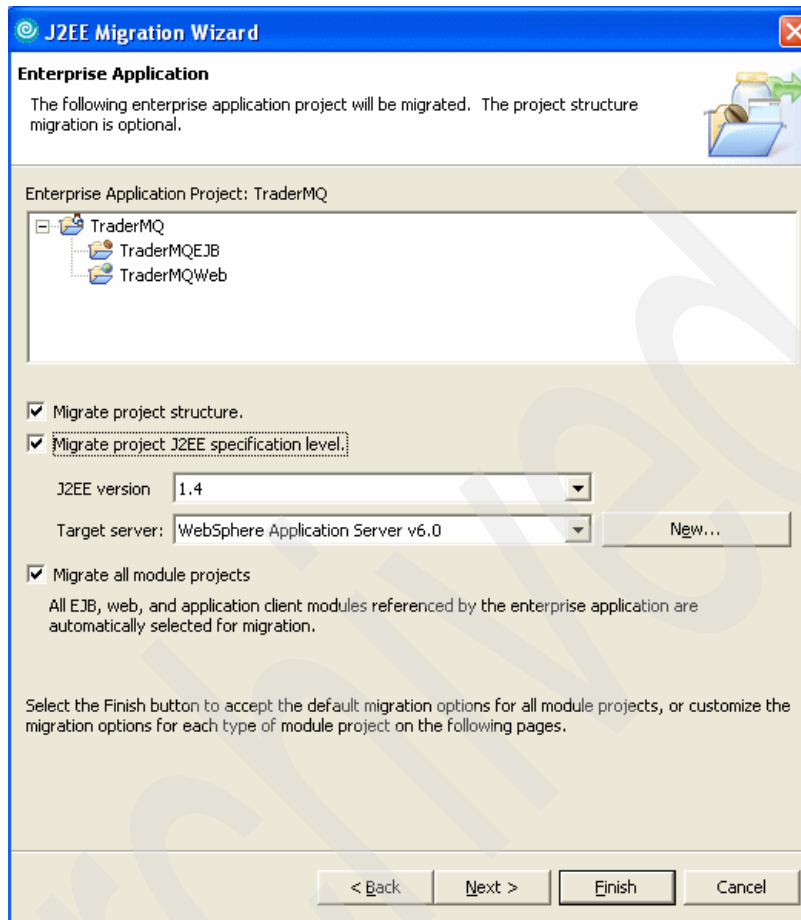 J2EE Migration Wizard
Enterprise Application
The following enterprise application project will be migrated. The project structure
migration is optional.
Enterprise Application Project: TraderMQ
TraderMQ
TraderMQEJB
TraderMQWeb
Migrate project structure.
Migrate project J2EE specification level.
J2EE version 1.4
Target server: WebSphere Application Server v6.0 New...
Migrate all module projects
All EJB, web, and application client modules referenced by the enterprise application are
automatically selected for migration.
Select the Finish button to accept the default migration options for all module projects, or customize the
migration options for each type of module project on the following pages.
< Back Next > Finish Cancel
rchived